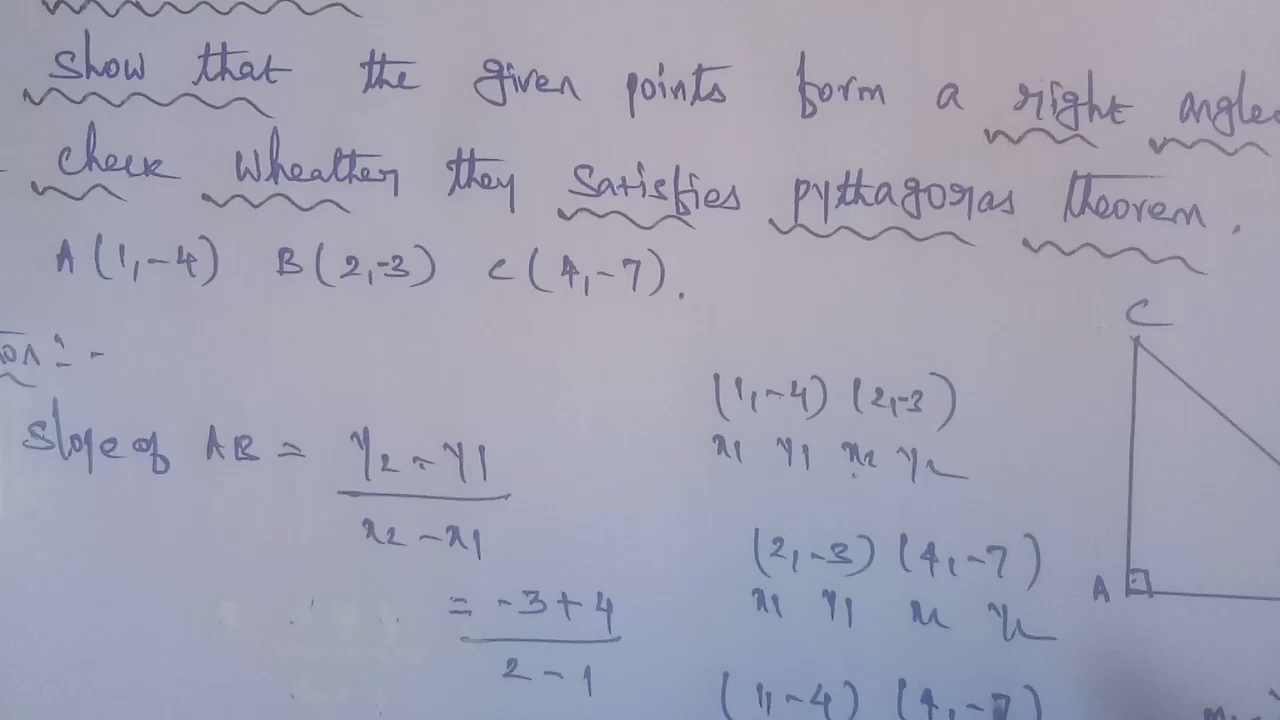 show that the given points form a right angle
check wheather they satisfies pythagoras theorem.
A(1,-4) B(2,-3) C(4,-7).
ion:-
slope of AB = y2-y1
x2-x1
= -3+4
2-1
(1,-4) (2,-3)
x1 y1 x2 y2
(2,-3) (4,-7)
x1 y1 x2 y2
(1,-4) (4,-7)
C
A